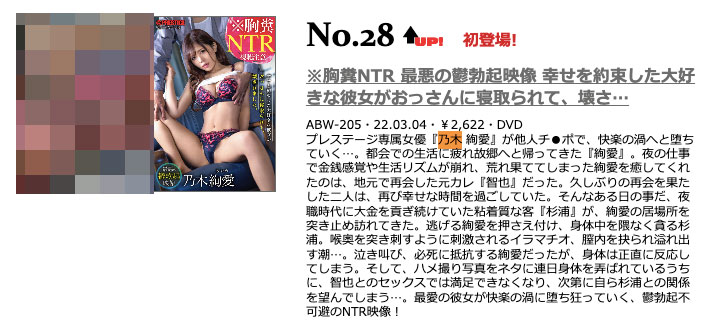 ※胸糞
NTR
乃木絢愛
No.28 UP! 初登場!
※胸糞NTR 最悪の鬱勃起映像 幸せを約束した大好
きな彼女がおっさんに寝取られて、壊さ…
ABW-205・22.03.04・¥2,622・DVD
プレステージ専属女優『乃木 絢愛』が他人チ●ポで、快楽の渦へと堕ち
ていく…。都会での生活に疲れ故郷へと帰ってきた『絢愛』。夜の仕事
で金銭感覚や生活リズムが崩れ、荒れ果ててしまった絢愛を癒してくれ
たのは、地元で再会した元カレ『智也』だった。久しぶりの再会を果た
した二人は、再び幸せな時間を過ごしていた。そんなある日の事だ、夜
職時代に大金を貢ぎ続けていた粘着質な客『杉浦』が、絢愛の居場所を
突き止め訪れてきた。逃げる絢愛を押さえ付け、身体中を隈なく貪る杉
浦。喉奥を突き刺すように刺激されるイラマチオ、膣内を抉られ溢れ出
す潮…。泣き叫び、必死に抵抗する絢愛だったが、身体は正直に反応し
てしまう。そして、ハメ撮り写真をネタに連日身体を弄ばれているうち
に、智也とのセックスでは満足できなくなり、次第に自ら杉浦との関係
を望んでしまう…。最愛の彼女が快楽の渦に堕ち狂っていく、鬱勃起不
可避のNTR映像！